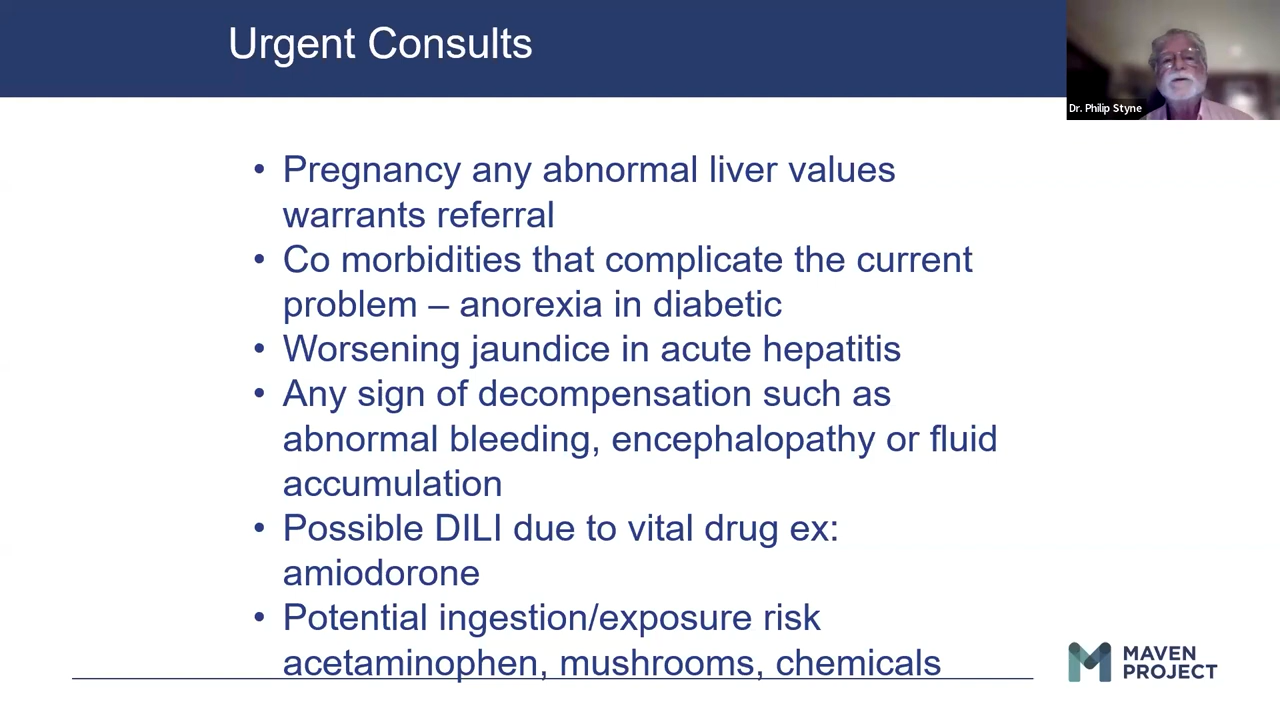 Urgent Consults
Dr. Philip Styne
• Pregnancy any abnormal liver values
warrants referral
• Co morbidities that complicate the current
problem – anorexia in diabetic
• Worsening jaundice in acute hepatitis
• Any sign of decompensation such as
abnormal bleeding, encephalopathy or fluid
accumulation
• Possible DILI due to vital drug ex:
amiodorone
• Potential ingestion/exposure risk
acetaminophen, mushrooms, chemicals
MAVEN
PROJECT